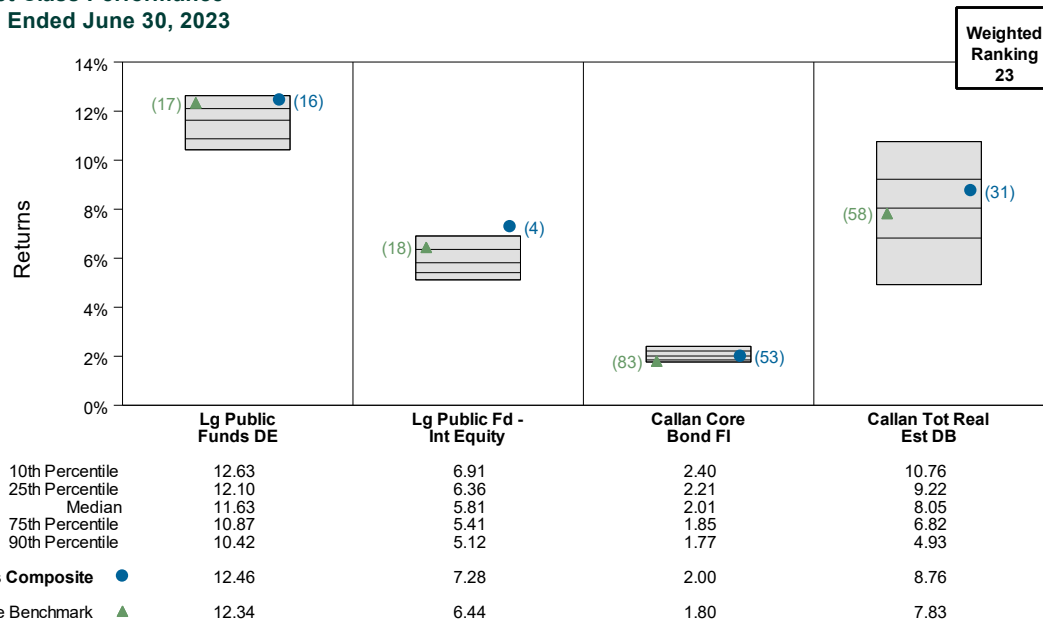 Class Performance
Ended June 30, 2023
Weighted
Ranking
23
14%
12%
10%
8%
6%
4%
2%
0%
Returns
(17)
(16)
(18)
(4)
(83)
(53)
(58)
(31)
Lg Public
Funds DE
Lg Public Fd -
Int Equity
Callan Core
Bond FI
Callan Tot Real
Est DB
10th Percentile 12.63 6.91 2.40 10.76
25th Percentile 12.10 6.36 2.21 9.22
Median 11.63 5.81 2.01 8.05
75th Percentile 10.87 5.41 1.85 6.82
90th Percentile 10.42 5.12 1.77 4.93
Composite 12.46 7.28 2.00 8.76
Benchmark 12.34 6.44 1.80 7.83